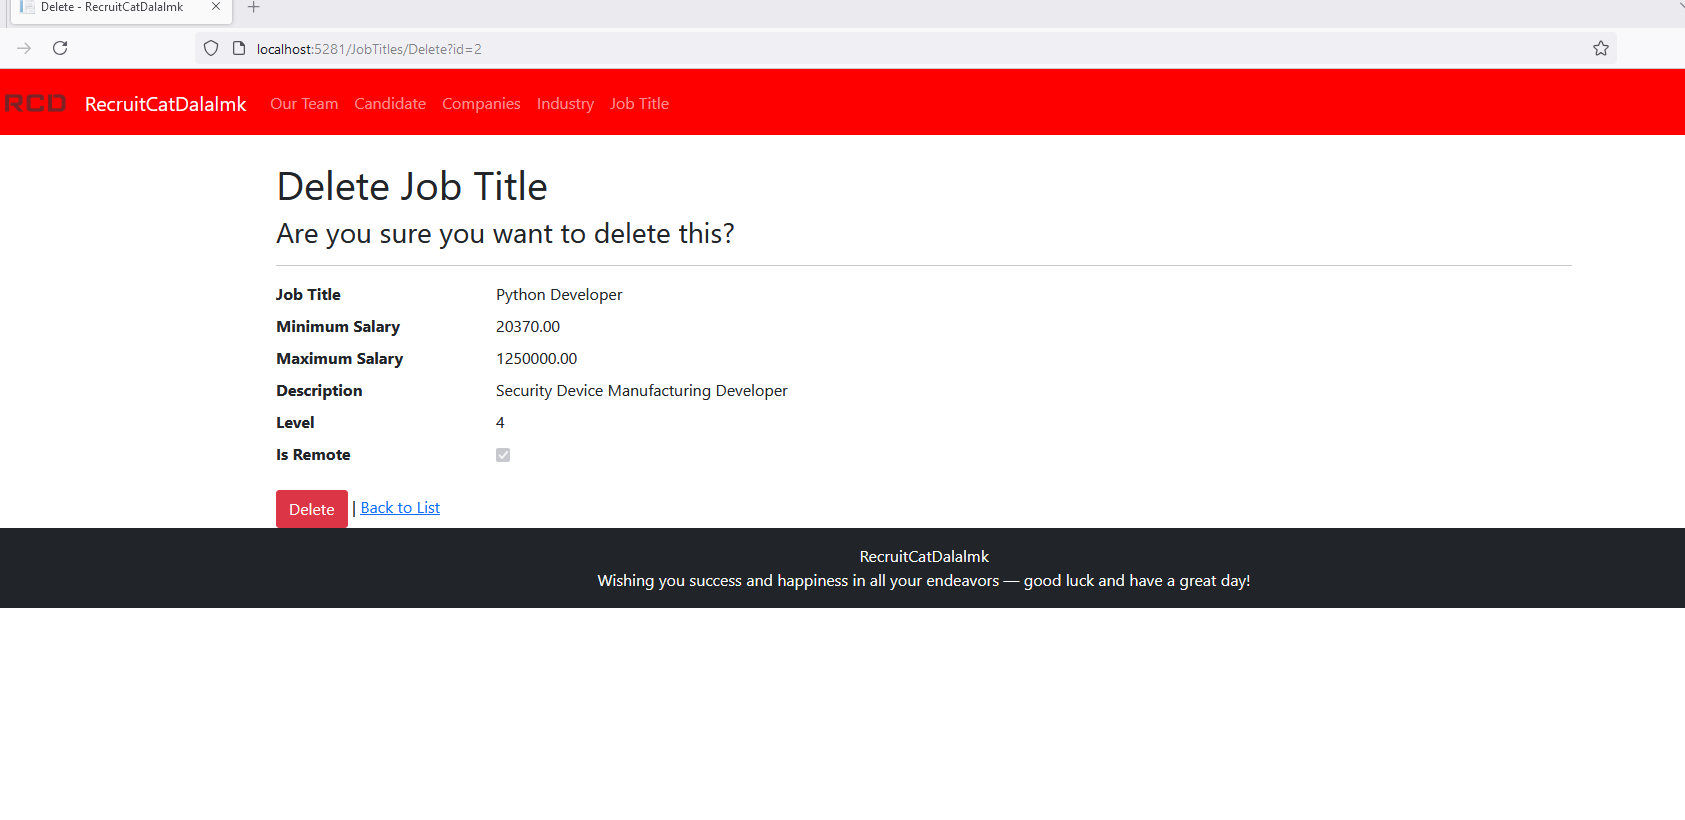 Delete - RecruitCatDalalmk
localhost:5281/JobTitles/Delete?id=2
RCD RecruitCatDalalmk Our Team Candidate Companies Industry Job Title
Delete Job Title
Are you sure you want to delete this?
Job Title Python Developer
Minimum Salary 20370.00
Maximum Salary 1250000.00
Description Security Device Manufacturing Developer
Level 4
Is Remote
Delete | Back to List
RecruitCatDalalmk
Wishing you success and happiness in all your endeavors — good luck and have a great day!